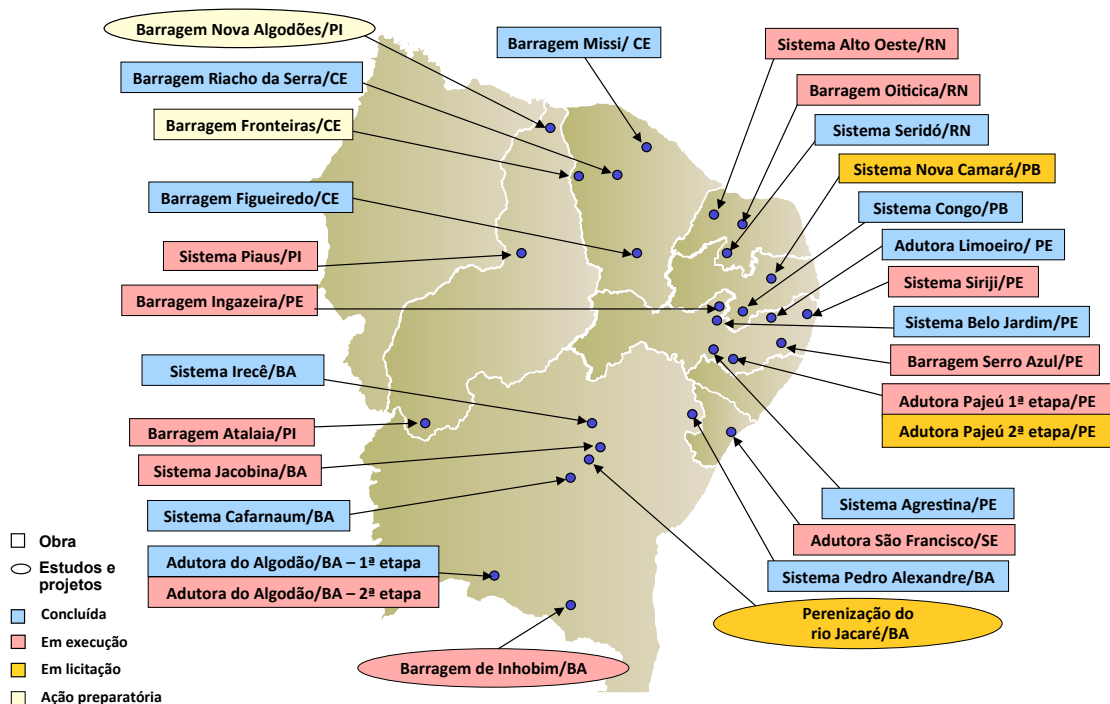 Barragem Nova Algodões/PI
Barragem Riacho da Serra/CE
Barragem Fronteiras/CE
Barragem Figueiredo/CE
Sistema Piaus/PI
Barragem Ingazeira/PE
Sistema Irecê/BA
Barragem Atalaia/PI
Sistema Jacobina/BA
Sistema Cafarnaum/BA
Adutora do Algodão/BA – 1ª etapa
Adutora do Algodão/BA – 2ª etapa
Barragem de Inhobim/BA
Barragem Missi/ CE
Sistema Alto Oeste/RN
Barragem Oiticica/RN
Sistema Seridó/RN
Sistema Nova Camará/PB
Sistema Congo/PB
Adutora Limoeiro/ PE
Sistema Siriji/PE
Sistema Belo Jardim/PE
Barragem Serro Azul/PE
Adutora Pajeú 1ª etapa/PE
Adutora Pajeú 2ª etapa/PE
Sistema Agrestina/PE
Adutora São Francisco/SE
Sistema Pedro Alexandre/BA
Perenização do
rio Jacaré/BA
Obra
Estudos e
projetos
Concluída
Em execução
Em licitação
Ação preparatória